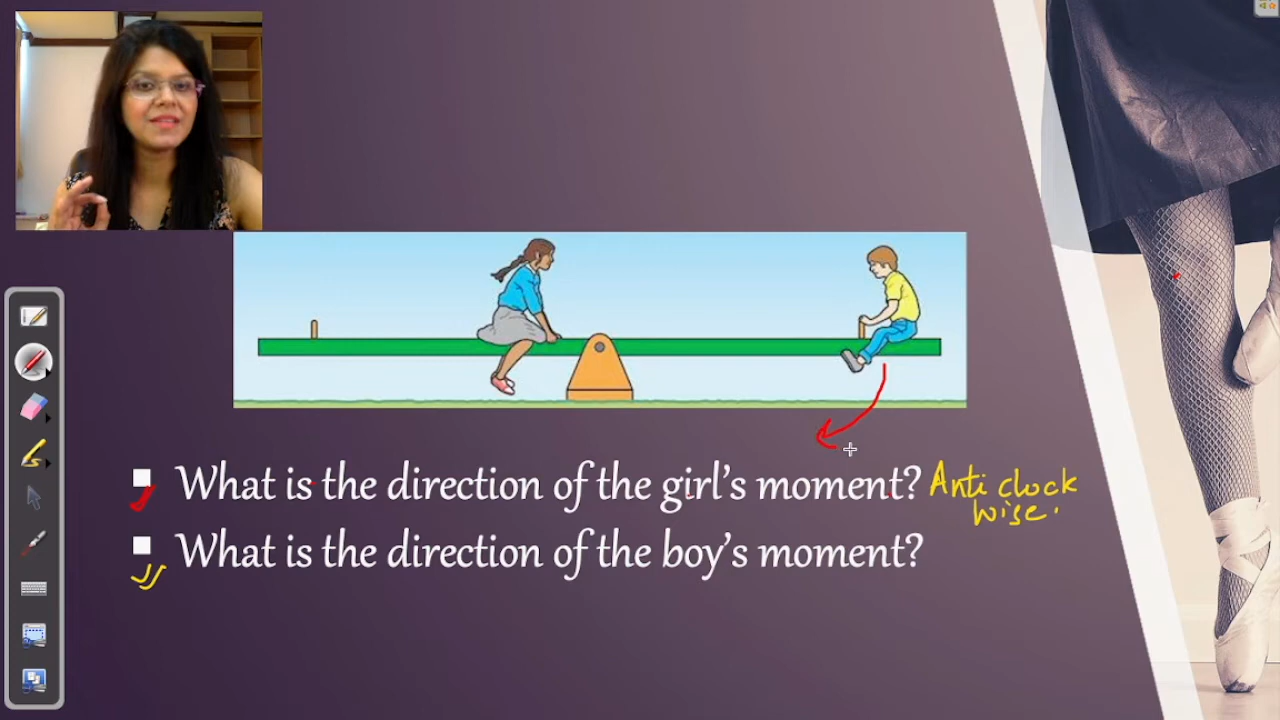 What is the direction of the girl's moment? Anti clock
wise.
What is the direction of the boy's moment?